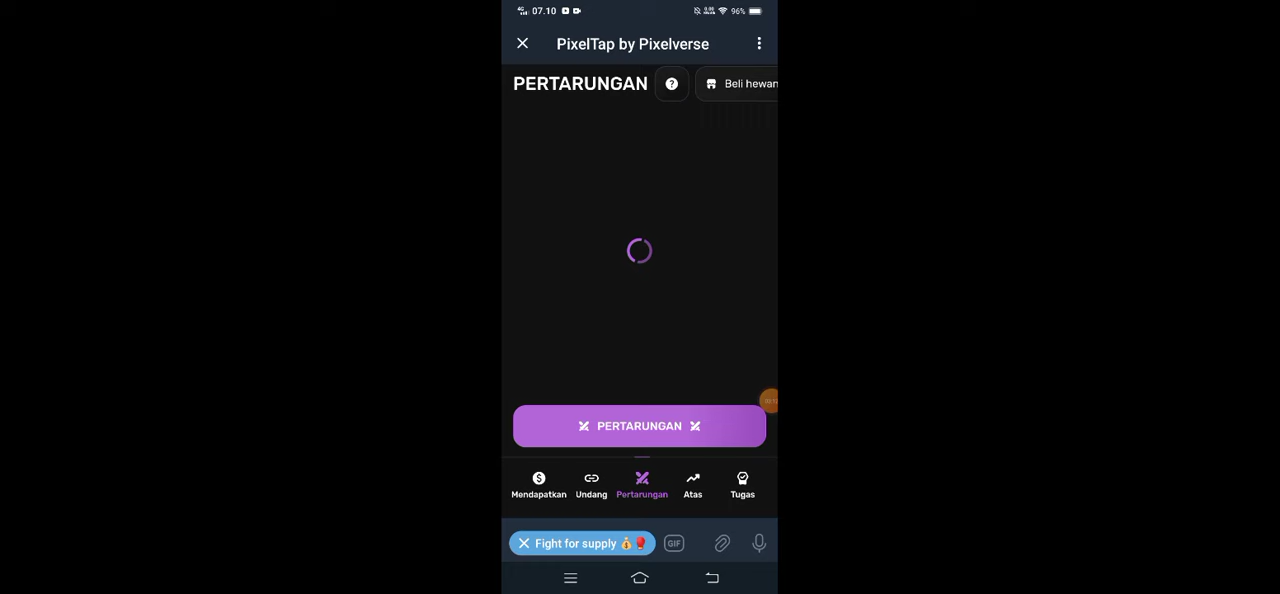 4G 07.10 96%
PixelTap by Pixelverse
PERTARUNGAN ? Beli hewan
PERTARUNGAN
Mendapatkan Undang Pertarungan Atas Tugas
Fight for supply 💰🥊 GIF